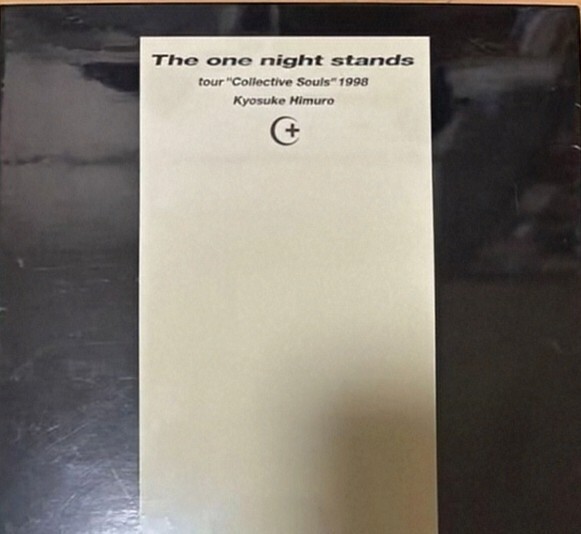 The one night stands
tour "Collective Souls" 1998
Kyosuke Himuro